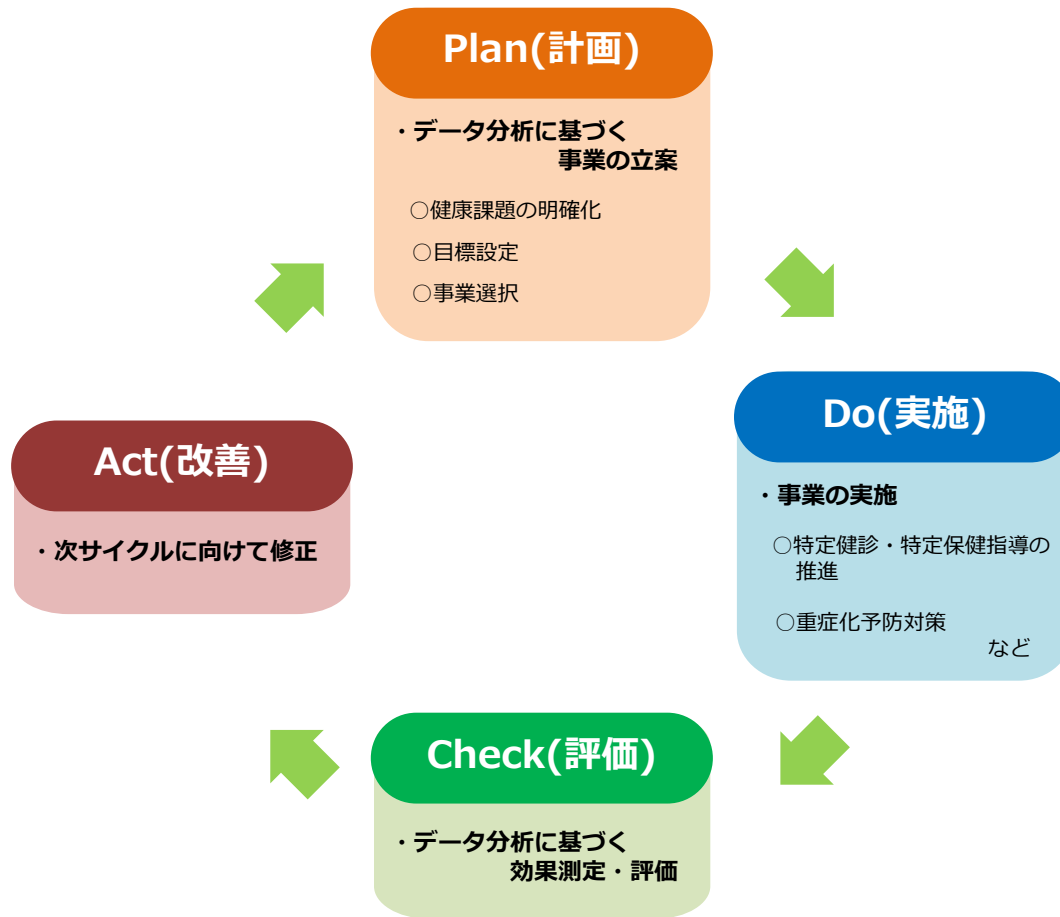 Plan(計画)
・データ分析に基づく
事業の立案
○健康課題の明確化
○目標設定
○事業選択
Do(実施)
・事業の実施
○特定健診・特定保健指導の
推進
○重症化予防対策
など
Check(評価)
・データ分析に基づく
効果測定・評価
Act(改善)
・次サイクルに向けて修正